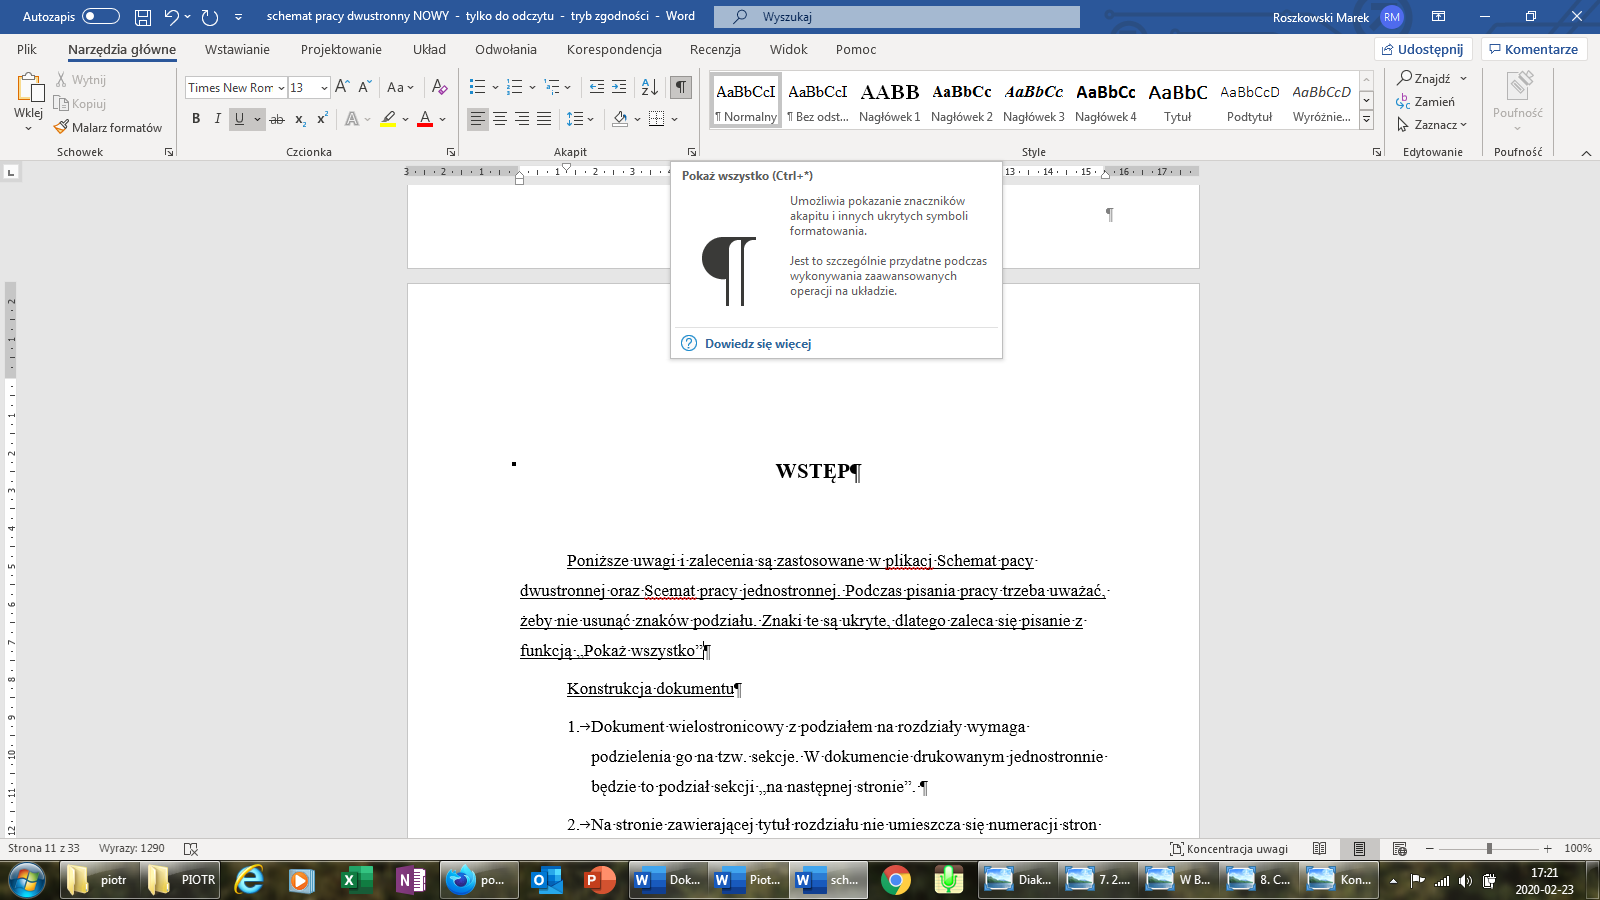 Autozapis
schemat pracy dwustronny NOWY - tylko do odczytu - tryb zgodności - Word
Wyszukaj
Roszkowski Marek
RM
Plik
Narzędzia główne
Wstawianie
Projektowanie
Układ
Odwołania
Korespondencja
Recenzja
Widok
Pomoc
Udostępnij
Komentarze
Wklej
Wytnij
Kopiuj
Malarz formatów
Schowek
Times New Rom
13
Czcionka
Akapit
AaBbCcI
¶ Normalny
AaBbCcI
¶ Bez odst...
AABB
Nagłówek 1
AaBbCc
Nagłówek 2
AaBbCc
Nagłówek 3
AaBbCc
Nagłówek 4
AaBbC
Tytuł
AaBbCcD
Podtytuł
AaBbCcD
Wyróżnie...
Style
Znajdź
Zamień
Zaznacz
Edytowanie
Poufność
Poufność
Pokaż wszystko (Ctrl+*)
Umożliwia pokazanie znaczników
akapitu i innych ukrytych symboli
formatowania.
Jest to szczególnie przydatne podczas
wykonywania zaawansowanych
operacji na układzie.
Dowiedz się więcej
WSTĘP¶
Poniższe·uwagi·i·zalecenia·są·zastosowane·w·plikacj·Schemat·pacy·
dwustronnej·oraz·Scemat·pracy·jednostronnej.·Podczas·pisania·pracy·trzeba·uważać,·
żeby·nie·usunąć·znaków·podziału.·Znaki·te·są·ukryte,·dlatego·zaleca·się·pisanie·z·
funkcją·„Pokaż·wszystko”¶
Konstrukcja·dokumentu¶
1.→Dokument·wielostronicowy·z·podziałem·na·rozdziały·wymaga·
podzielenia·go·na·tzw.·sekcje.·W·dokumencie·drukowanym·jednostronnie·
będzie·to·podział·sekcji·„na·następnej·stronie”.·¶
2.→Na·stronie·zawierającej·tytuł·rozdziału·nie·umieszcza·się·numeracji·stron·
Strona 11 z 33
Wyrazy: 1290
Koncentracja uwagi
100%
piotr
PIOTR
po...
Dok...
Piot...
sch...
Diak...
7. 2....
W B...
8. C...
Kon...
17:21
2020-02-23